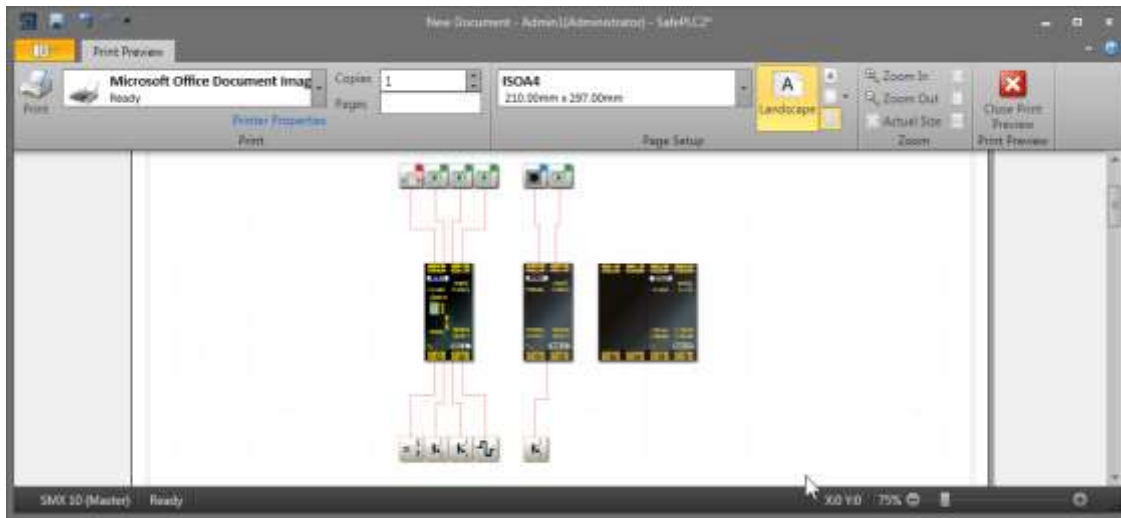 New Document - Admin1(Administrator) - SafePLC2*
Print Preview
Print
Microsoft Office Document Imag
Ready
Printer Properties
Copies: 1
Pages:
Print
ISOA4
210.00mm x 297.00mm
Landscape
Page Setup
Zoom In
Zoom Out
Actual Size
Zoom
Close Print
Preview
Print Preview
SMX 10 (Master) Ready
X:0 Y:0 75%